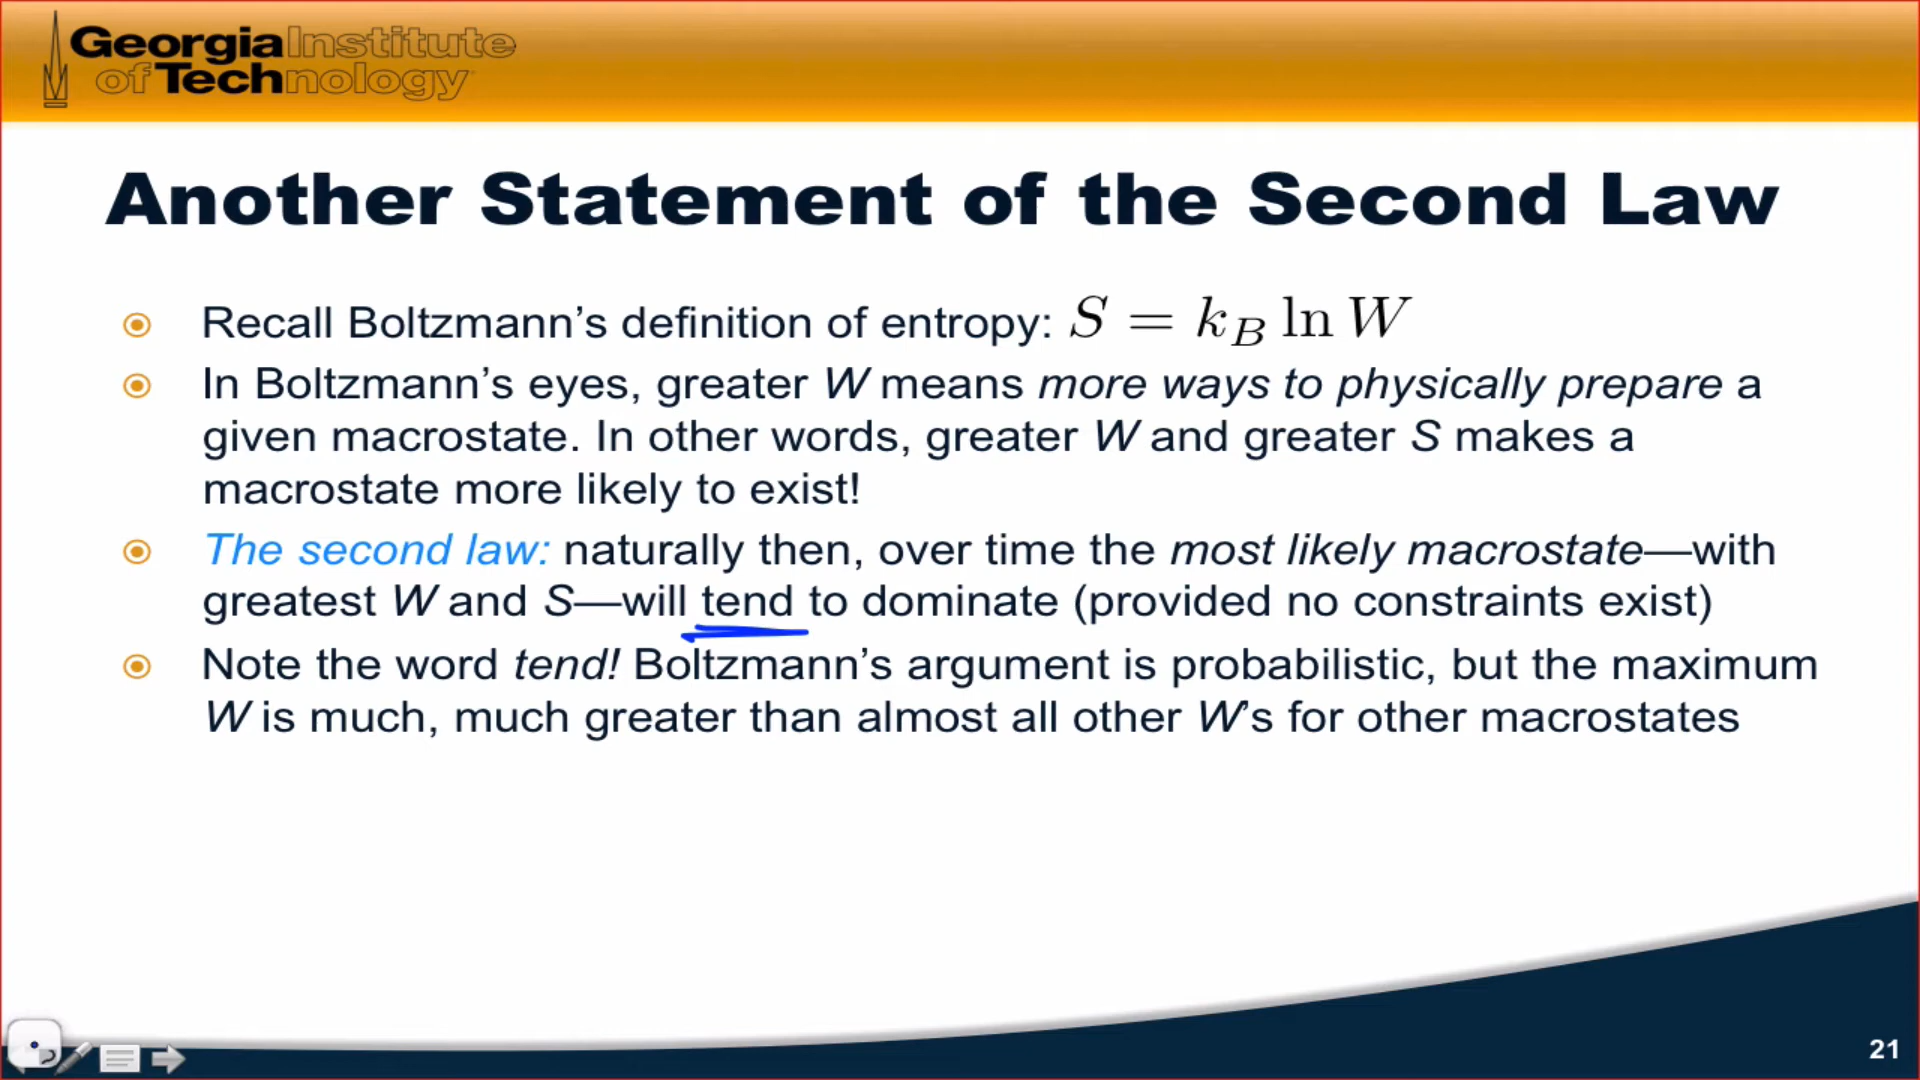 Georgia Institute
of Technology
Another Statement of the Second Law
Recall Boltzmann’s definition of entropy: S = k_B ln W
In Boltzmann’s eyes, greater W means more ways to physically prepare a
given macrostate. In other words, greater W and greater S makes a
macrostate more likely to exist!
The second law: naturally then, over time the most likely macrostate—with
greatest W and S—will tend to dominate (provided no constraints exist)
Note the word tend! Boltzmann’s argument is probabilistic, but the maximum
W is much, much greater than almost all other W’s for other macrostates
21